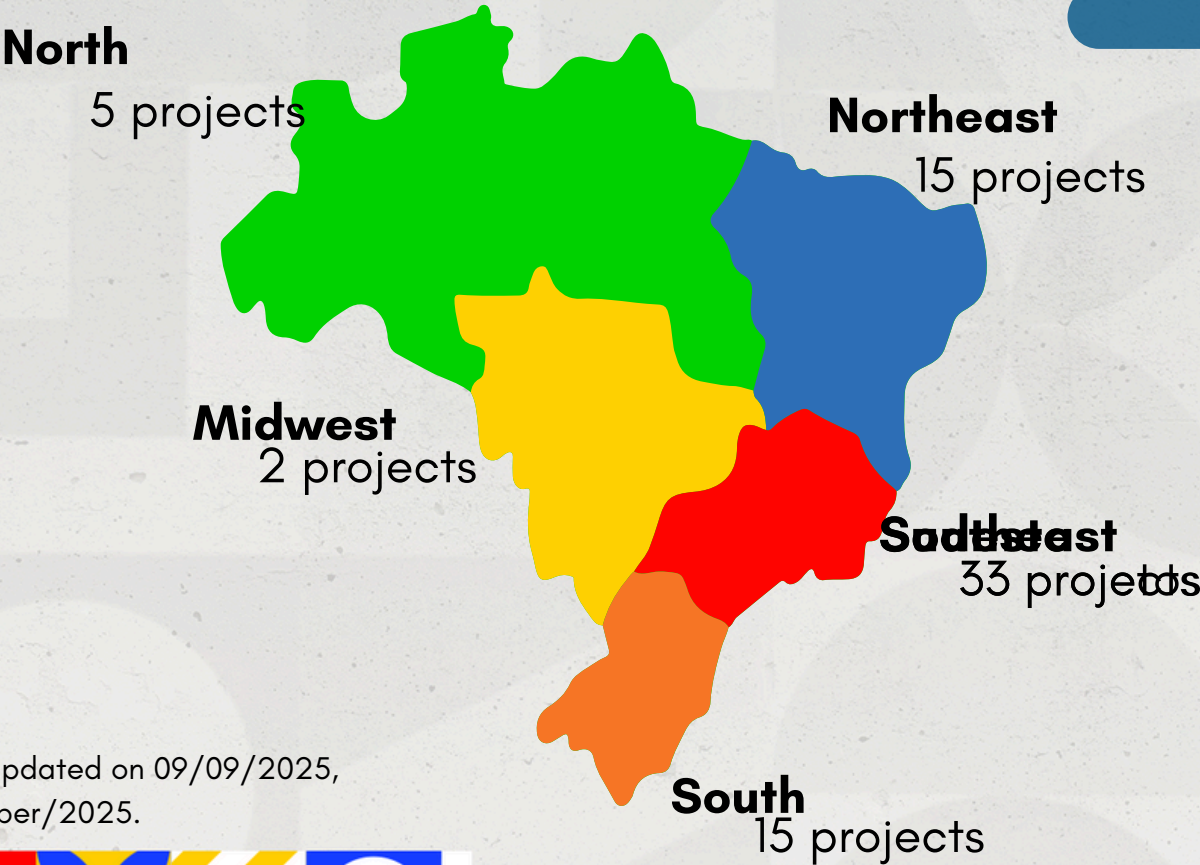 North
5 projects
Northeast
15 projects
Midwest
2 projects
33
South
15 projects
pdated on 09/09/2025,
ber/2025.